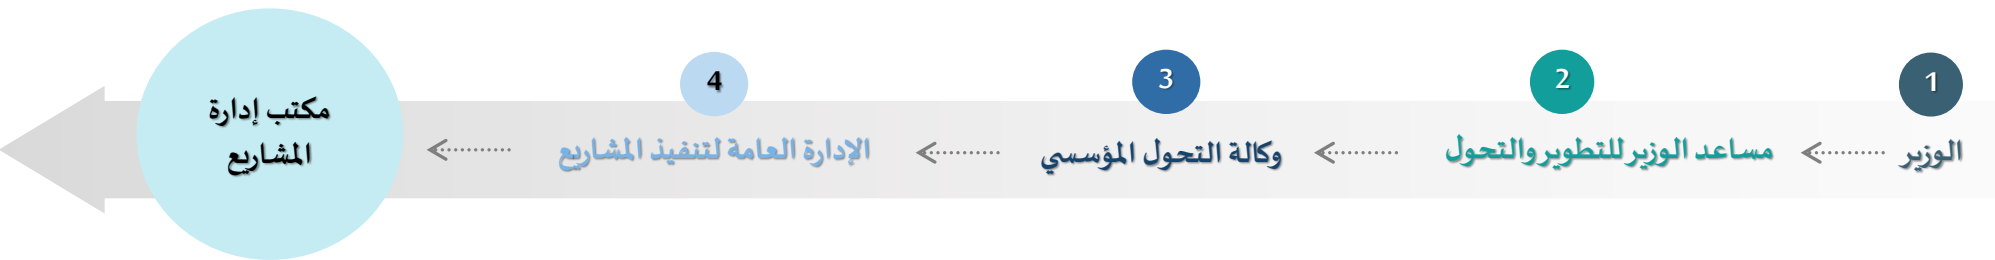 1
الوزير
2
مساعد الوزير للتطوير والتحول
3
وكالة التحول المؤسسي
4
الإدارة العامة لتنفيذ المشاريع
مكتب إدارة
المشاريع